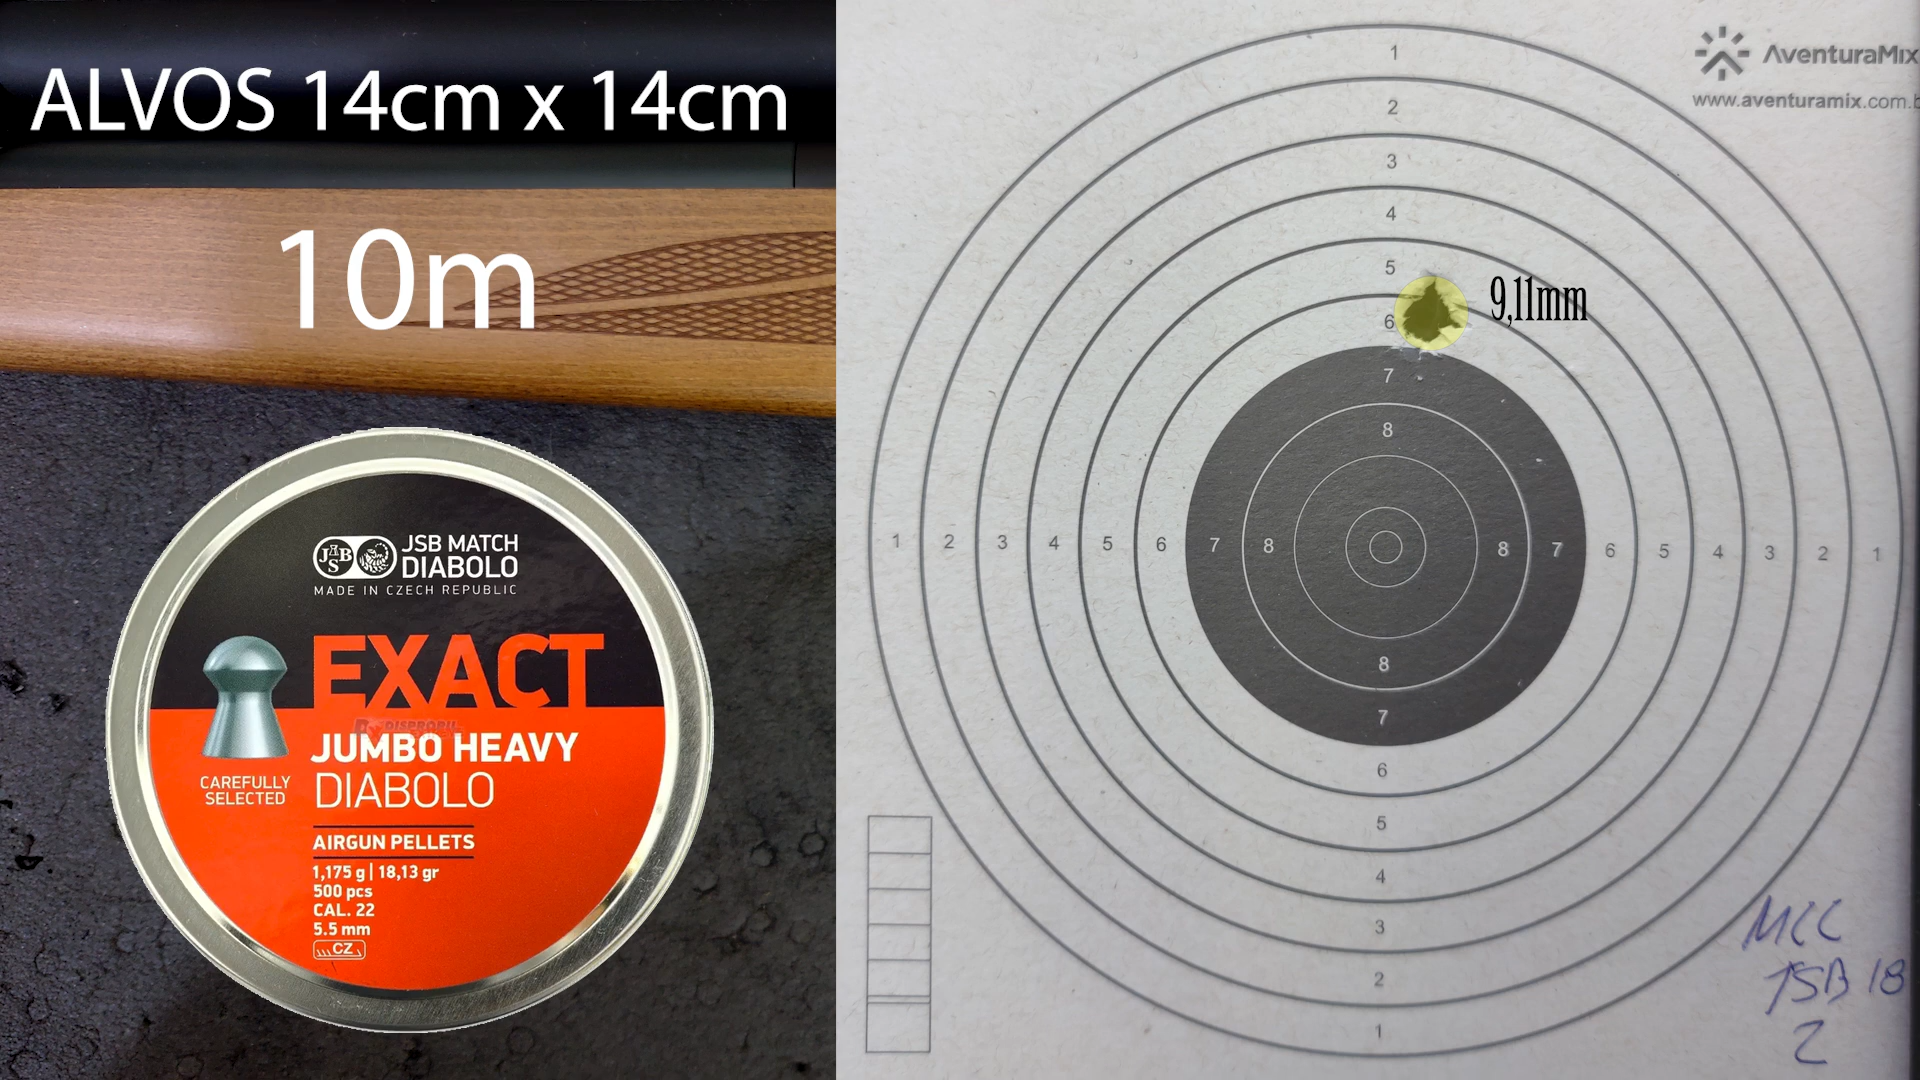 ALVOS 14cm x 14cm
10m
JSB
JSB MATCH
DIABOLO
MADE IN CZECH REPUBLIC
EXACT
JUMBO HEAVY
DIABOLO
CAREFULLY
SELECTED
AIRGUN PELLETS
1,175 g | 18,13 gr
500 pcs
CAL. 22
5.5 mm
CZ
AventuraMix
www.aventuramix.com.b
1
2
3
4
5
9,11mm
6
7
8
1 2 3 4 5 6 7 8 8 7 6 5 4 3 2 1
8
7
6
5
4
3
2
1
MCC
JSB 18
2